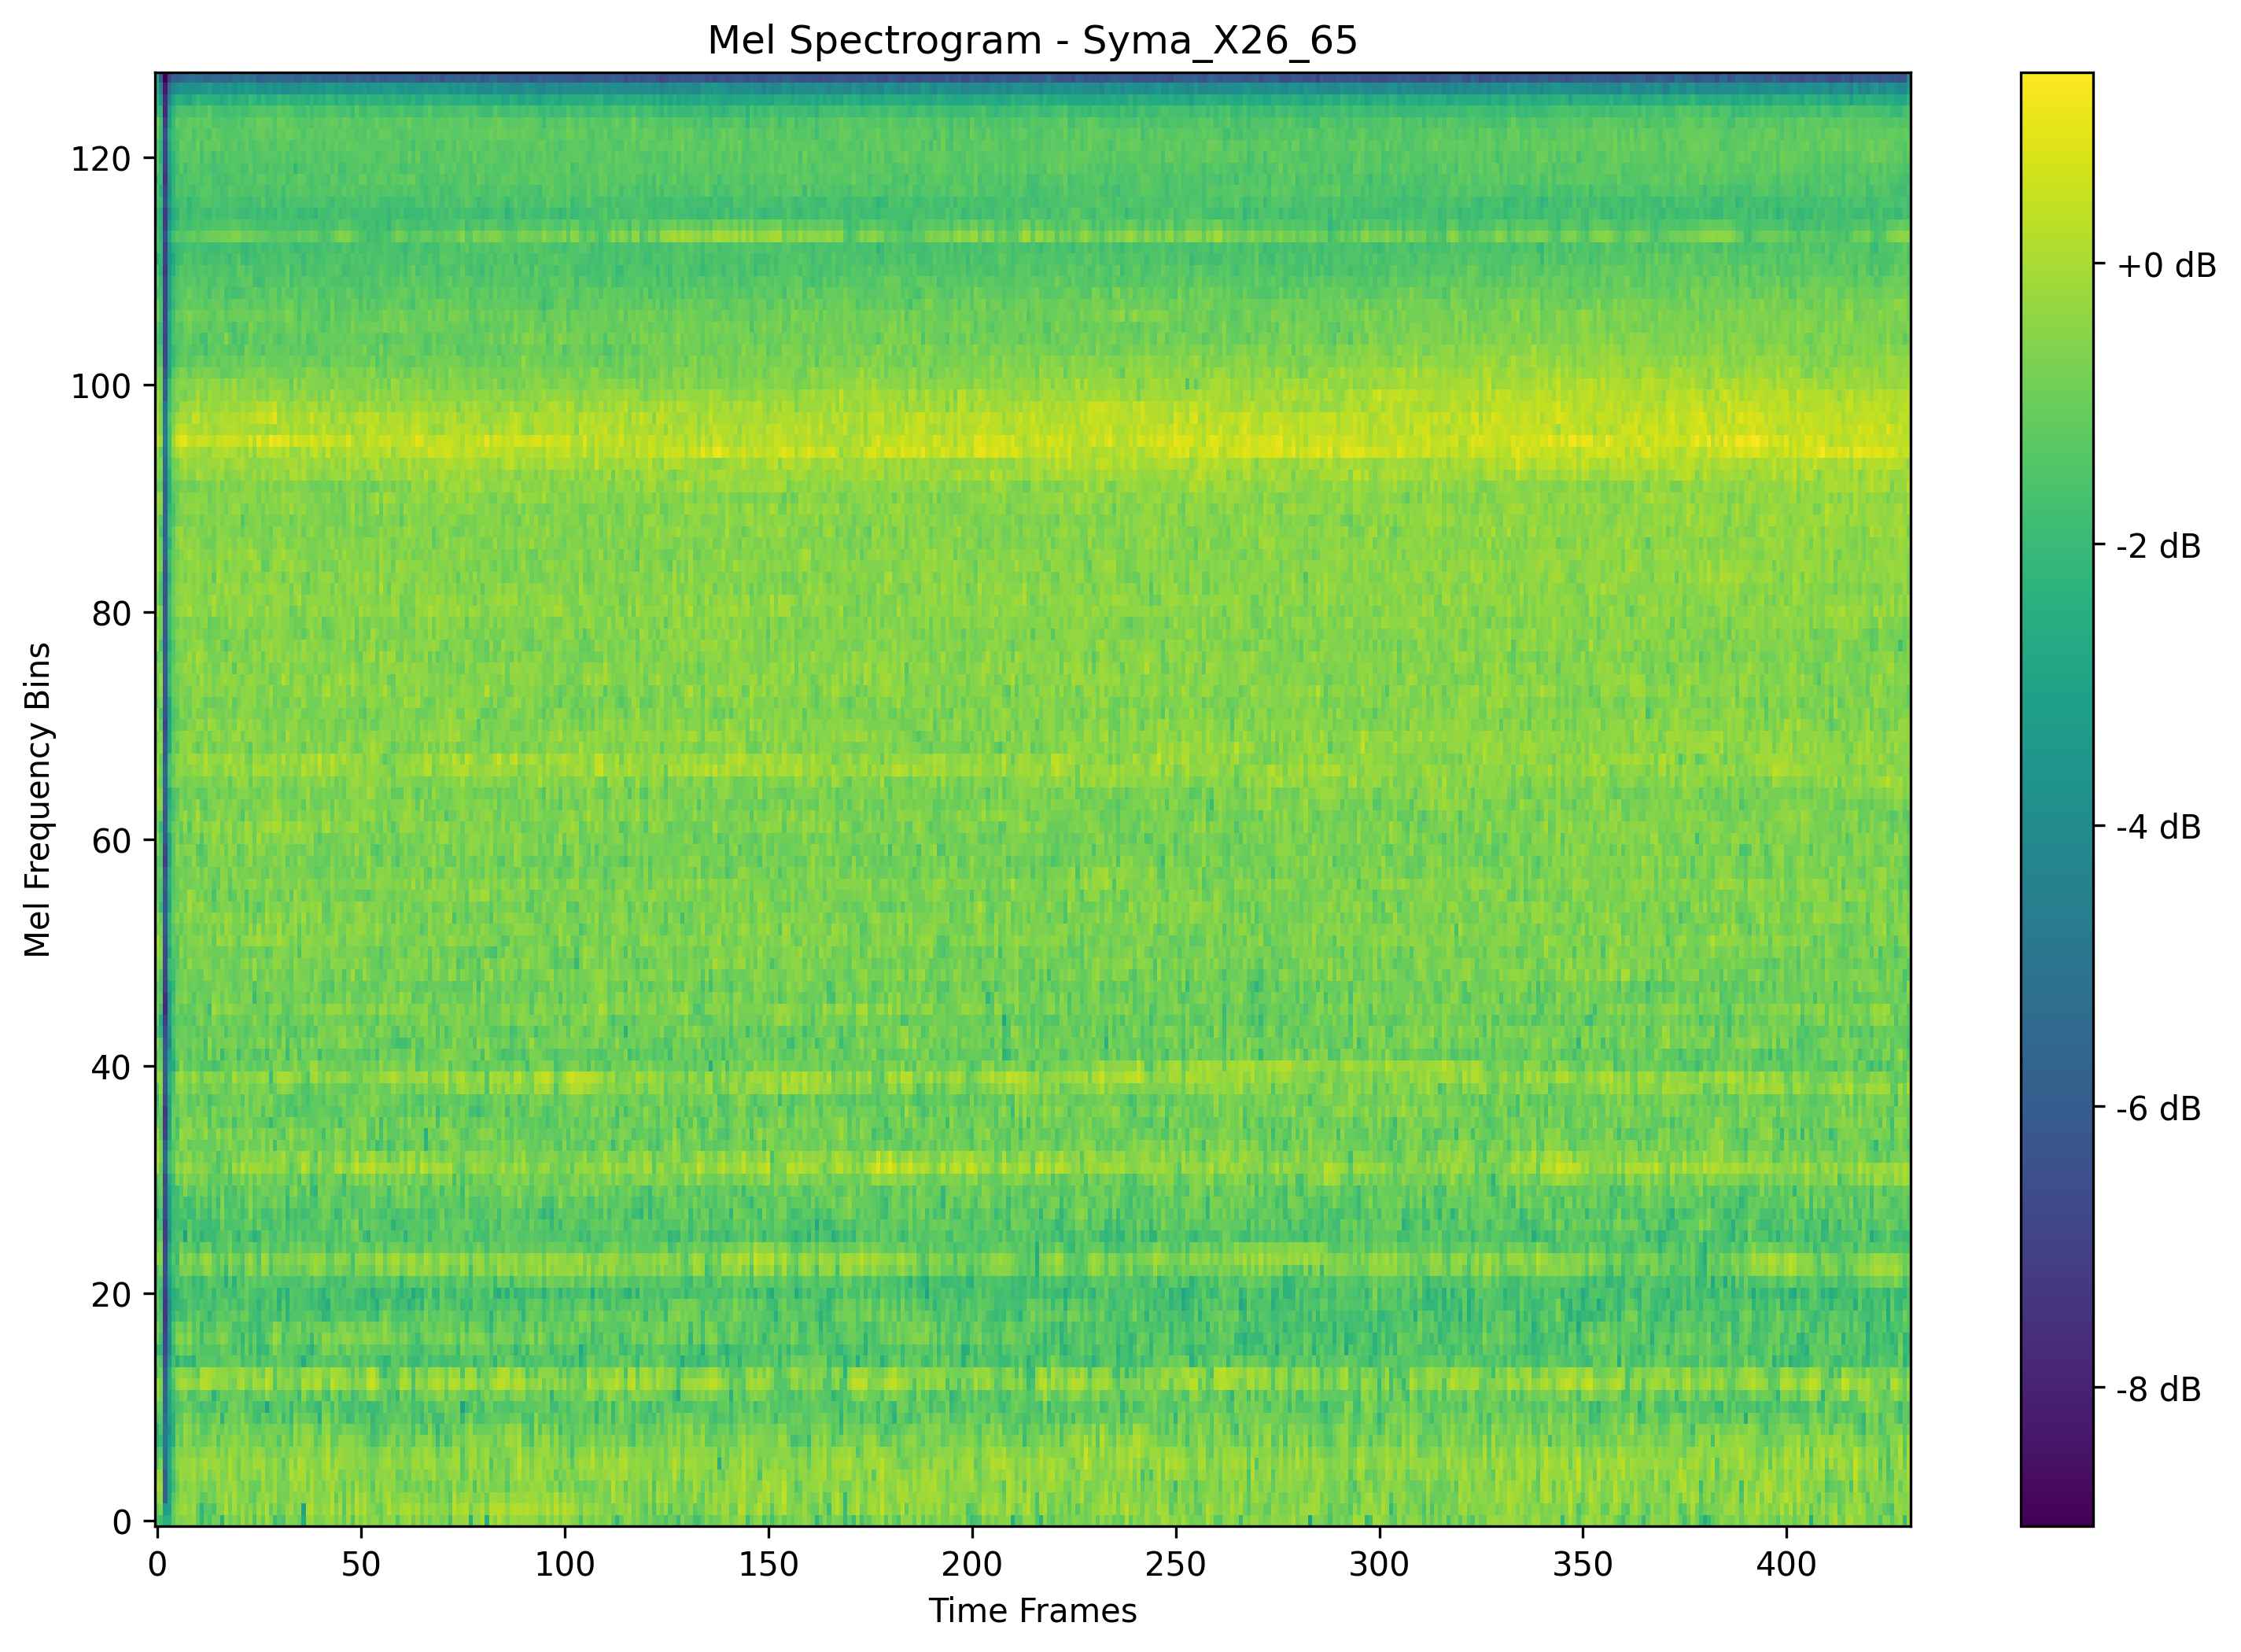 Mel Spectrogram - Syma_X26_65
Mel Frequency Bins
120
100
80
60
40
20
0
0 50 100 150 200 250 300 350 400
Time Frames
+0 dB
-2 dB
-4 dB
-6 dB
-8 dB